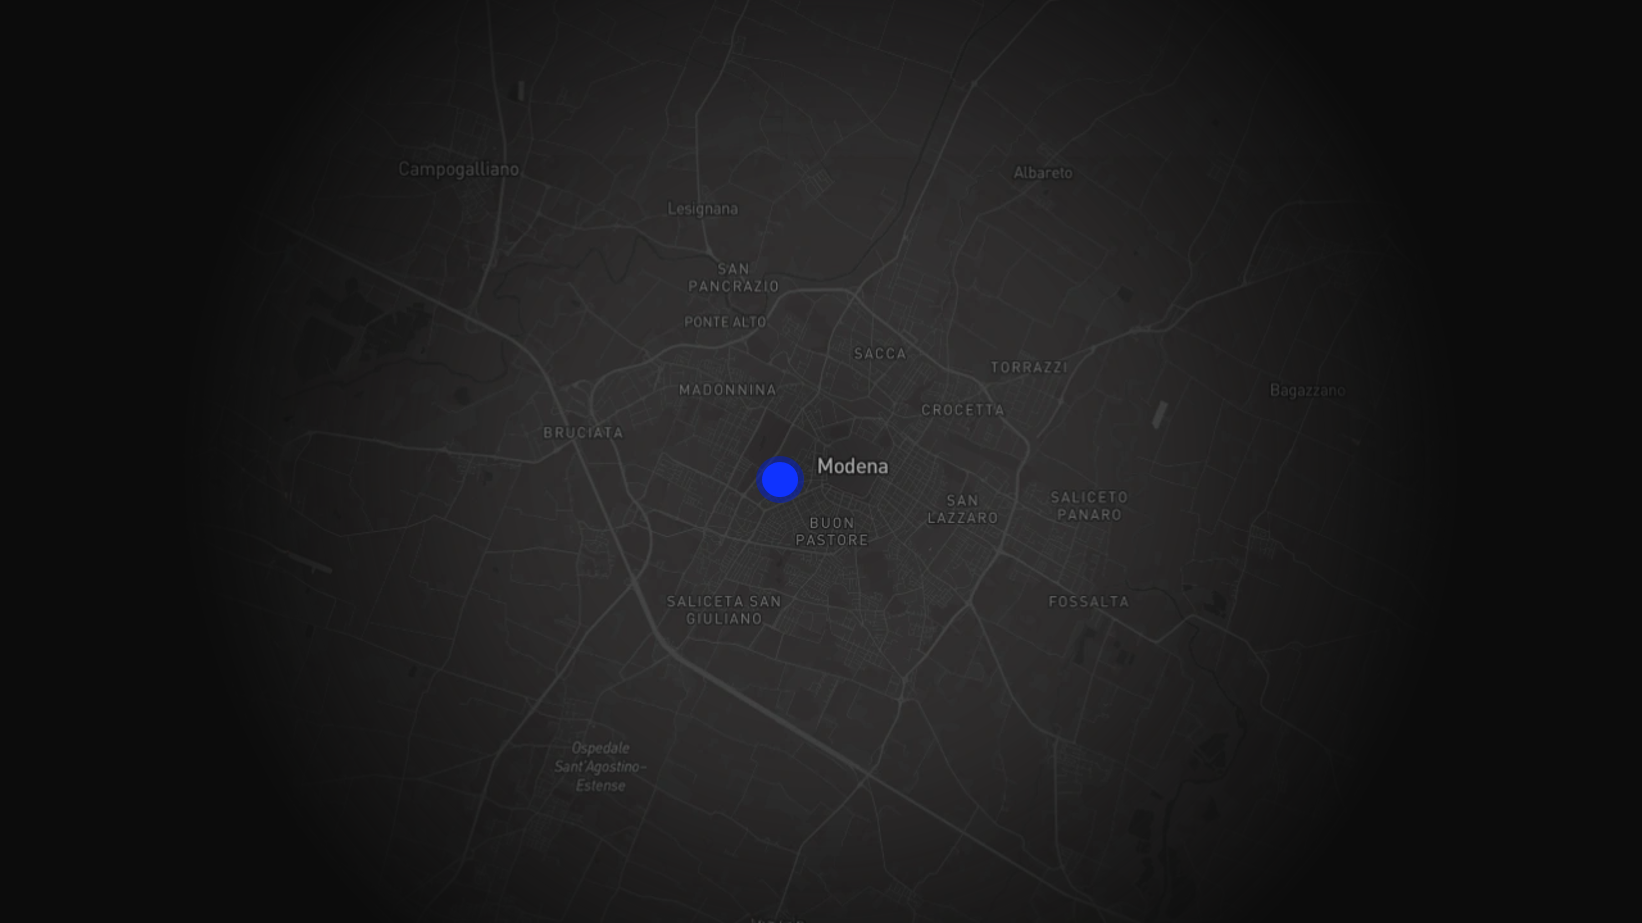 Campogalliano
Albareto
Lesignana
SAN
PANCRAZIO
PONTE ALTO
SACCA
TORRAZZI
MADONNINA
Bagazzano
CROCETTA
BRUCIATA
Modena
SAN
LAZZARO
SALICETO
PANARO
BUON
PASTORE
SALICETA SAN
GIULIANO
FOSSALTA
Ospedale
Sant'Agostino-
Estense